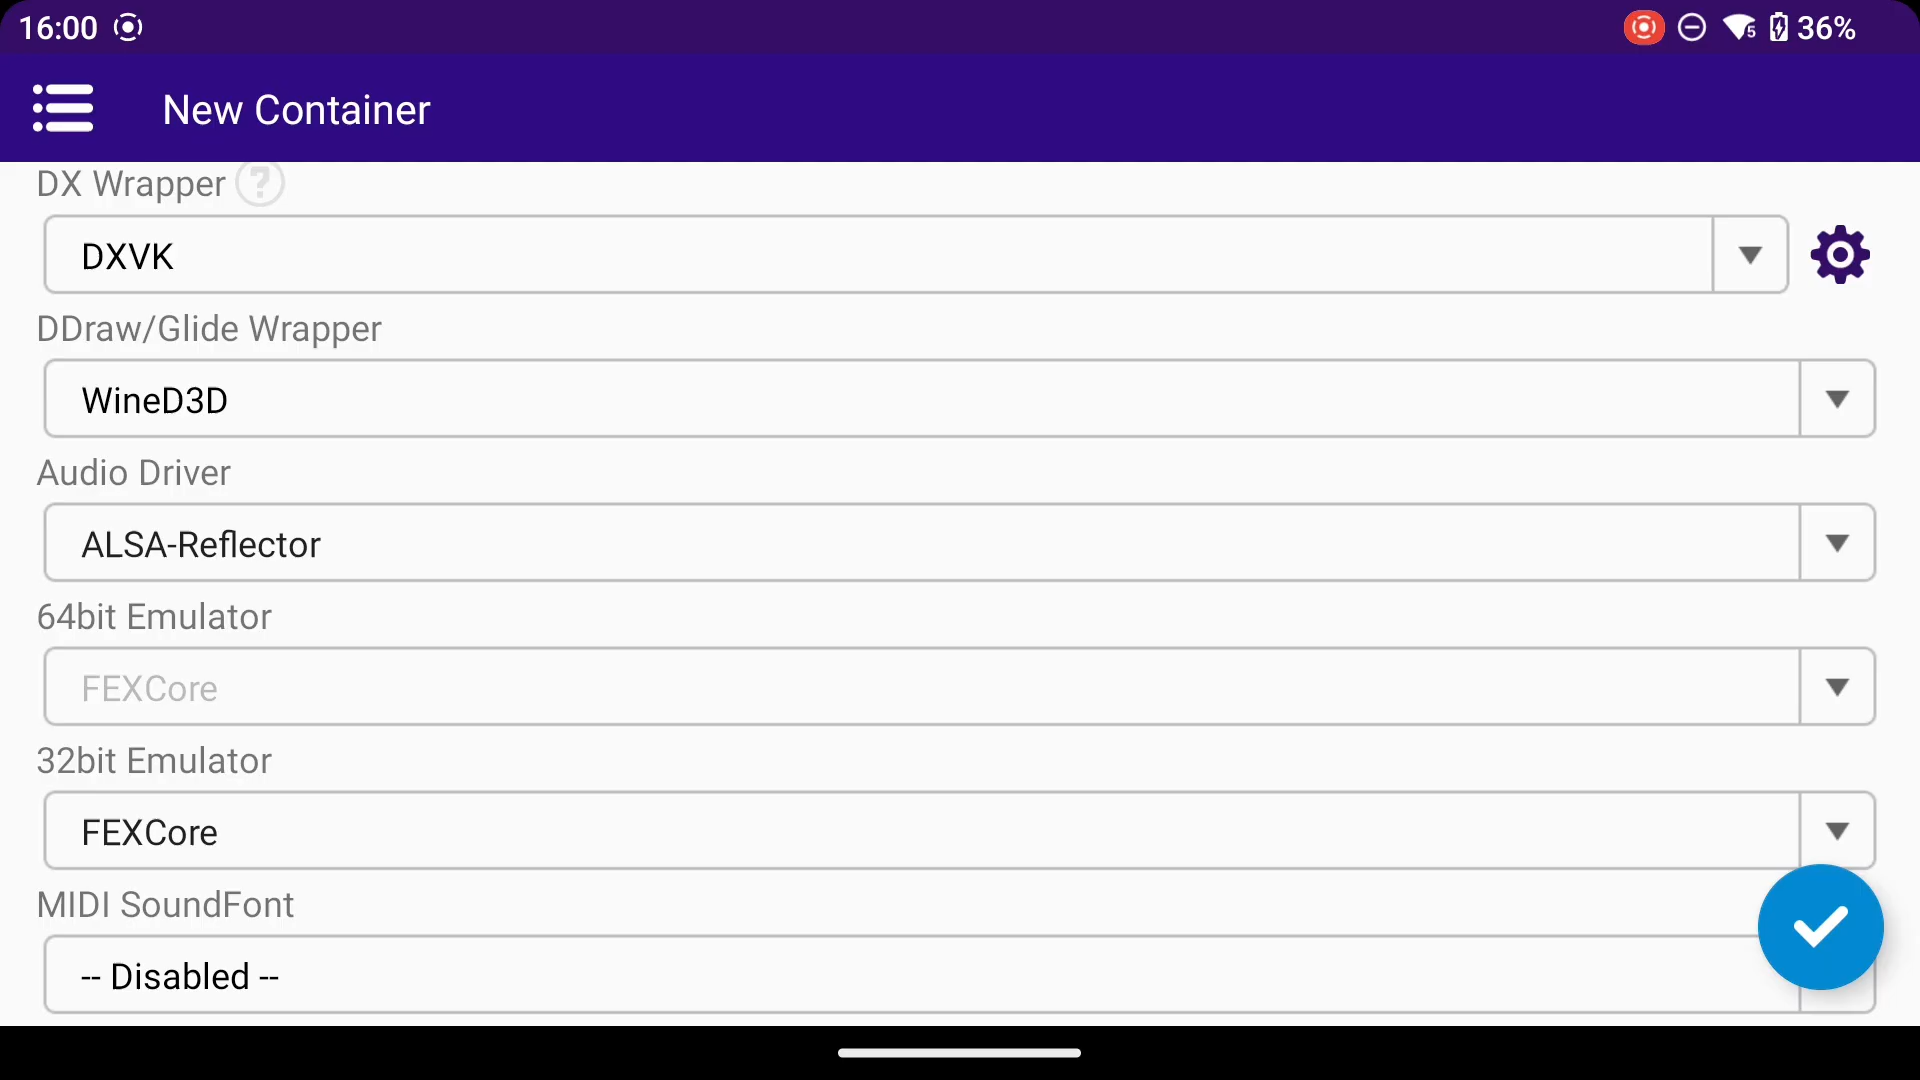 16:00
5 36%
New Container
DX Wrapper ?
DXVK
DDraw/Glide Wrapper
WineD3D
Audio Driver
ALSA-Reflector
64bit Emulator
FEXCore
32bit Emulator
FEXCore
MIDI SoundFont
-- Disabled --